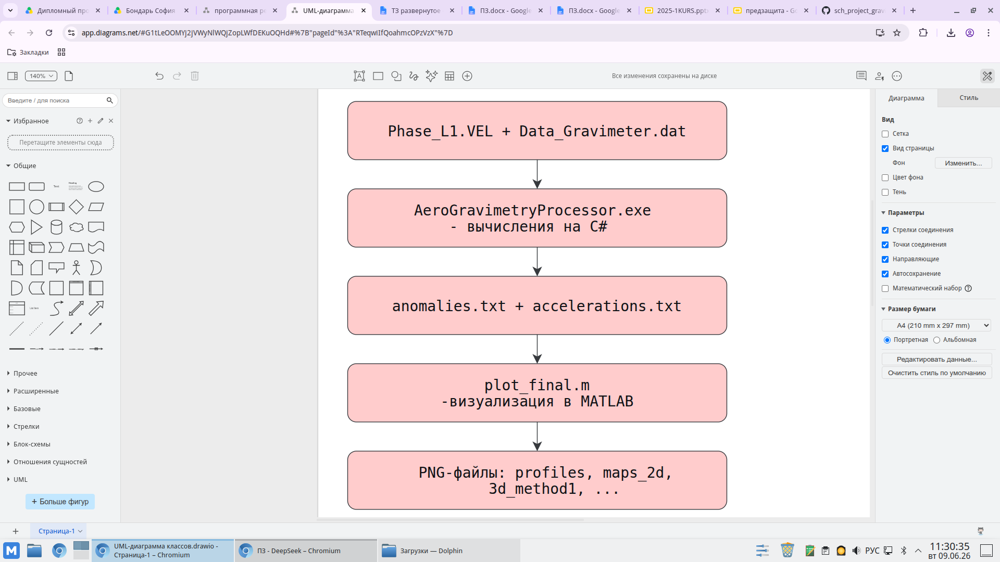 Дипломный про
Бондарь София
программная ре
UML-диаграмма
ТЗ развернутое
ПЗ.docx - Google
ПЗ.docx - Google
2025-1KURS.pptx
предзащита - Go
sch_project_grav
app.diagrams.net/#G1tLeOOMYj2jVWyNlWQjZopLWfDEKuOQHd#%7B"pageId"%3A"RTeqwiIfQoahmcOPzVzX"%7D
Закладки
140%
Все изменения сохранены на диске
Введите / для поиска
Избранное
Перетащите элементы сюда
Общие
Text
Heading
List Item
Прочее
Расширенные
Базовые
Стрелки
Блок-схемы
Отношения сущностей
UML
+ Больше фигур
Phase_L1.VEL + Data_Gravimeter.dat
AeroGravimetryProcessor.exe
- вычисления на C#
anomalies.txt + accelerations.txt
plot_final.m
-визуализация в MATLAB
PNG-файлы: profiles, maps_2d,
3d_method1, ...
Диаграмма
Стиль
Вид
Сетка
Вид страницы
Фон
Изменить...
Цвет фона
Тень
Параметры
Стрелки соединения
Точки соединения
Направляющие
Автосохранение
Математический набор
Размер бумаги
A4 (210 mm x 297 mm)
Портретная
Альбомная
Редактировать данные...
Очистить стиль по умолчанию
Страница-1
UML-диаграмма классов.drawio -
Страница-1 – Chromium
ПЗ - DeepSeek – Chromium
Загрузки — Dolphin
РУС
11:30:35
вт 09.06.26